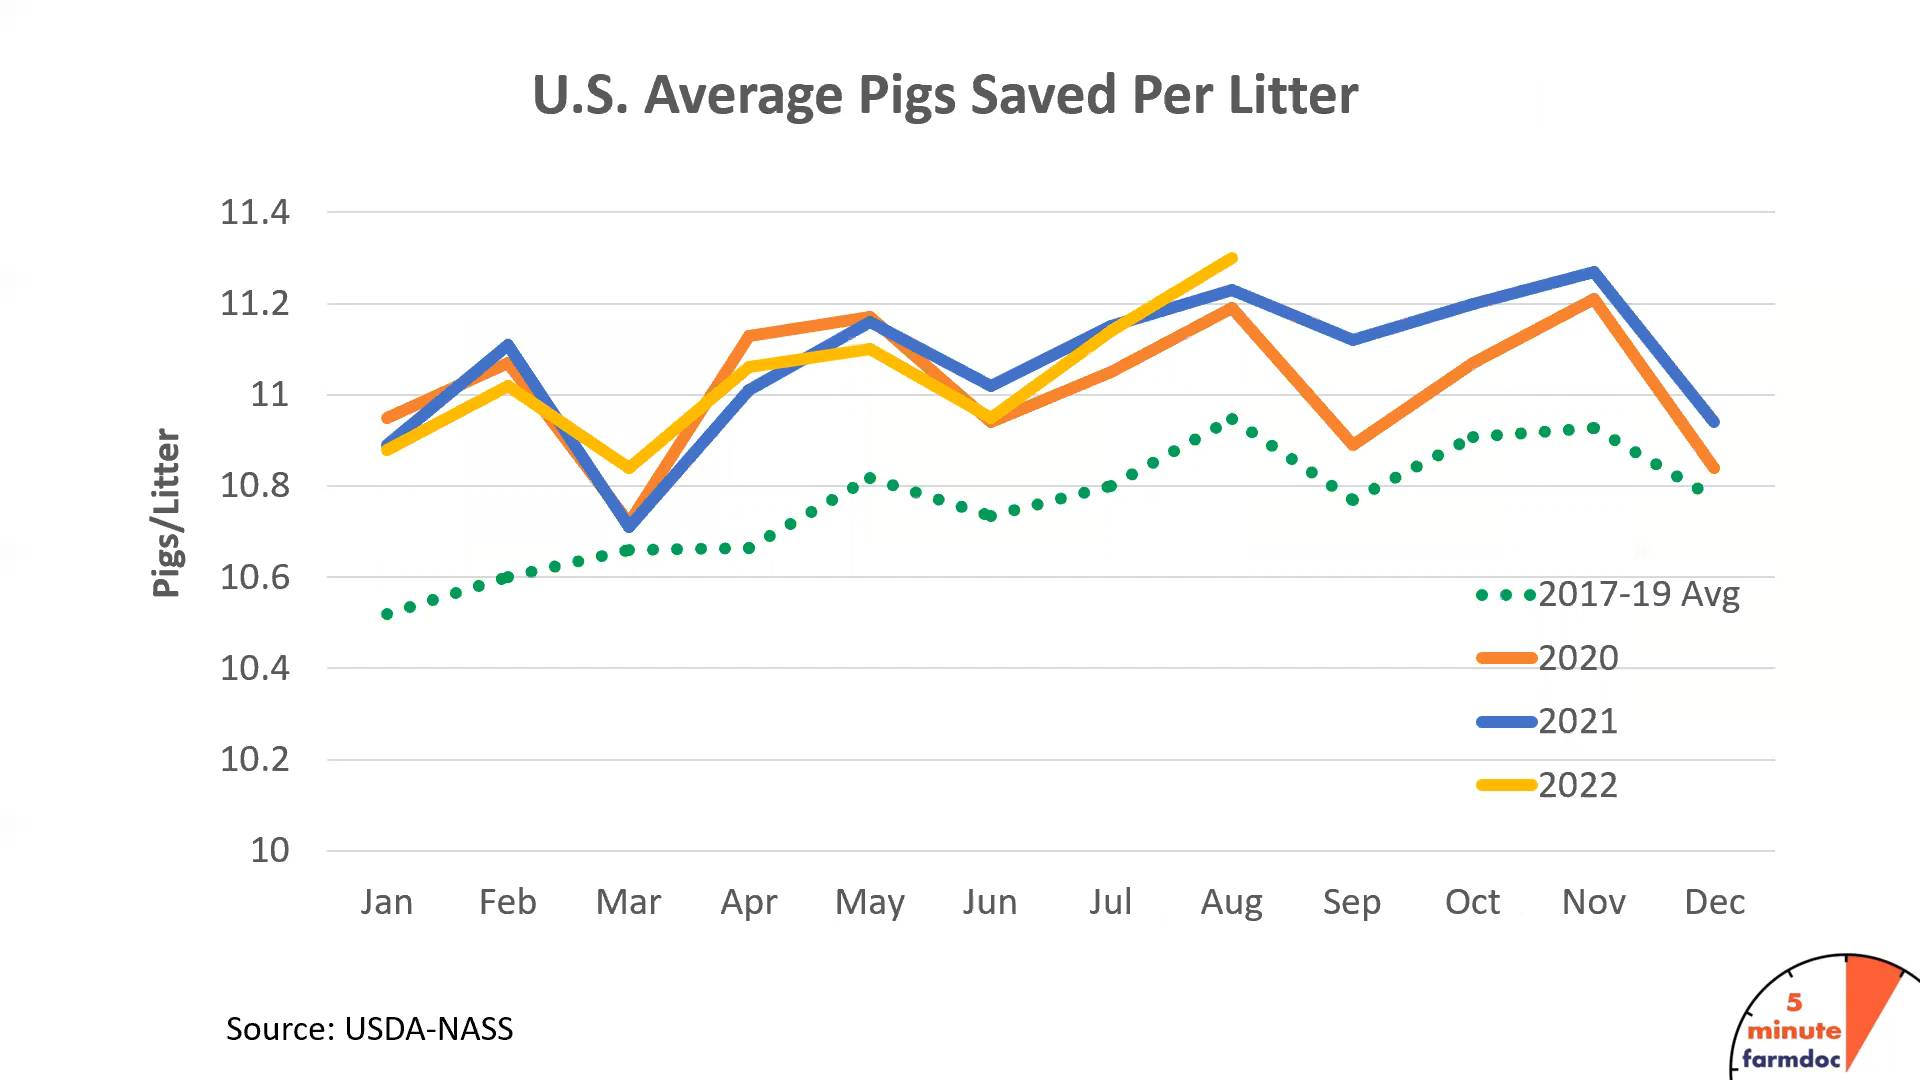 U.S. Average Pigs Saved Per Litter
Pigs/Litter
11.4
11.2
11
10.8
10.6
10.4
10.2
10
Jan Feb Mar Apr May Jun Jul Aug Sep Oct Nov Dec
2017-19 Avg
2020
2021
2022
Source: USDA-NASS
5
minute
farmdoc